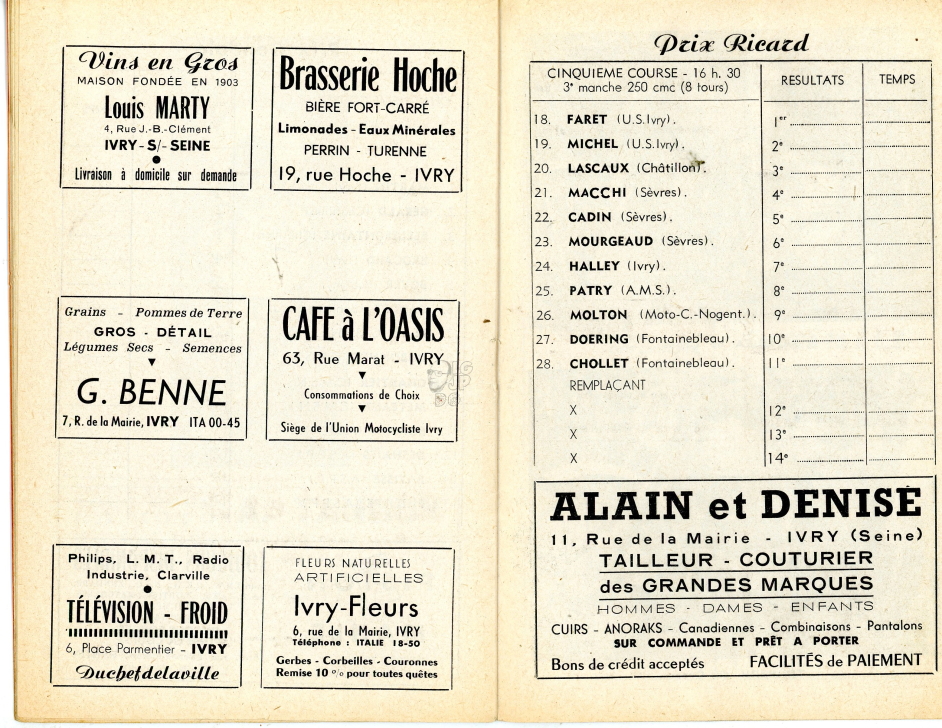 Vins en Gros
MAISON FONDÉE EN 1903
Louis MARTY
4, Rue J.-B.-Clément
IVRY-S/-SEINE
Livraison à domicile sur demande
Brasserie Hoche
BIÈRE FORT-CARRÉ
Limonades - Eaux Minérales
PERRIN - TURENNE
19, rue Hoche - IVRY
Grains - Pommes de Terre
GROS - DÉTAIL
Légumes Secs - Semences
G. BENNE
7, R. de la Mairie, IVRY ITA 00-45
CAFE à L'OASIS
63, Rue Marat - IVRY
Consommations de Choix
Siège de l'Union Motocycliste Ivry
Philips, L. M. T., Radio
Industrie, Clarville
TÉLÉVISION - FROID
6, Place Parmentier - IVRY
Duchefdelaville
FLEURS NATURELLES
ARTIFICIELLES
Ivry-Fleurs
6, rue de la Mairie, IVRY
Téléphone : ITALIE 18-50
Gerbes - Corbeilles - Couronnes
Remise 10 % pour toutes quêtes
Prix Ricard
CINQUIEME COURSE - 16 h. 30 RESULTATS TEMPS
3e manche 250 cmc (8 tours)
18. FARET (U.S.Ivry). 1er
19. MICHEL (U.S.Ivry). 2e
20. LASCAUX (Châtillon). 3e
21. MACCHI (Sèvres). 4e
22. CADIN (Sèvres). 5e
23. MOURGEAUD (Sèvres). 6e
24. HALLEY (Ivry). 7e
25. PATRY (A.M.S.). 8e
26. MOLTON (Moto-C.-Nogent.). 9e
27. DOERING (Fontainebleau). 10e
28. CHOLLET (Fontainebleau). 11e
REMPLAÇANT
X 12e
X 13e
X 14e
ALAIN et DENISE
11, Rue de la Mairie - IVRY (Seine)
TAILLEUR - COUTURIER
des GRANDES MARQUES
HOMMES - DAMES - ENFANTS
CUIRS - ANORAKS - Canadiennes - Combinaisons - Pantalons
SUR COMMANDE ET PRÊT A PORTER
Bons de crédit acceptés FACILITÉS de PAIEMENT